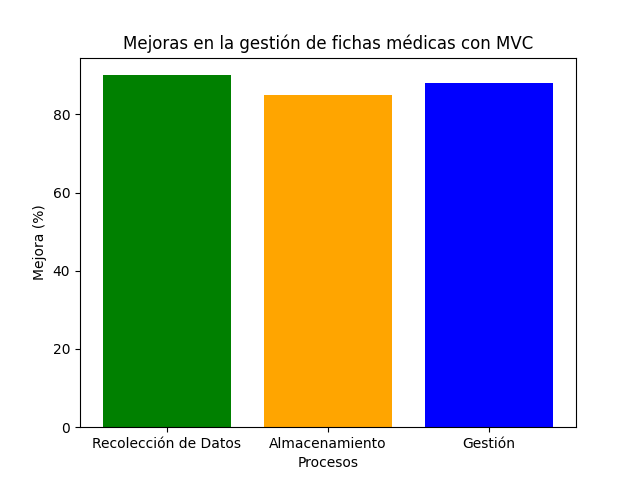 Mejoras en la gestión de fichas médicas con MVC
Mejora (%)
80
60
40
20
0
Recolección de Datos
Almacenamiento
Gestión
Procesos